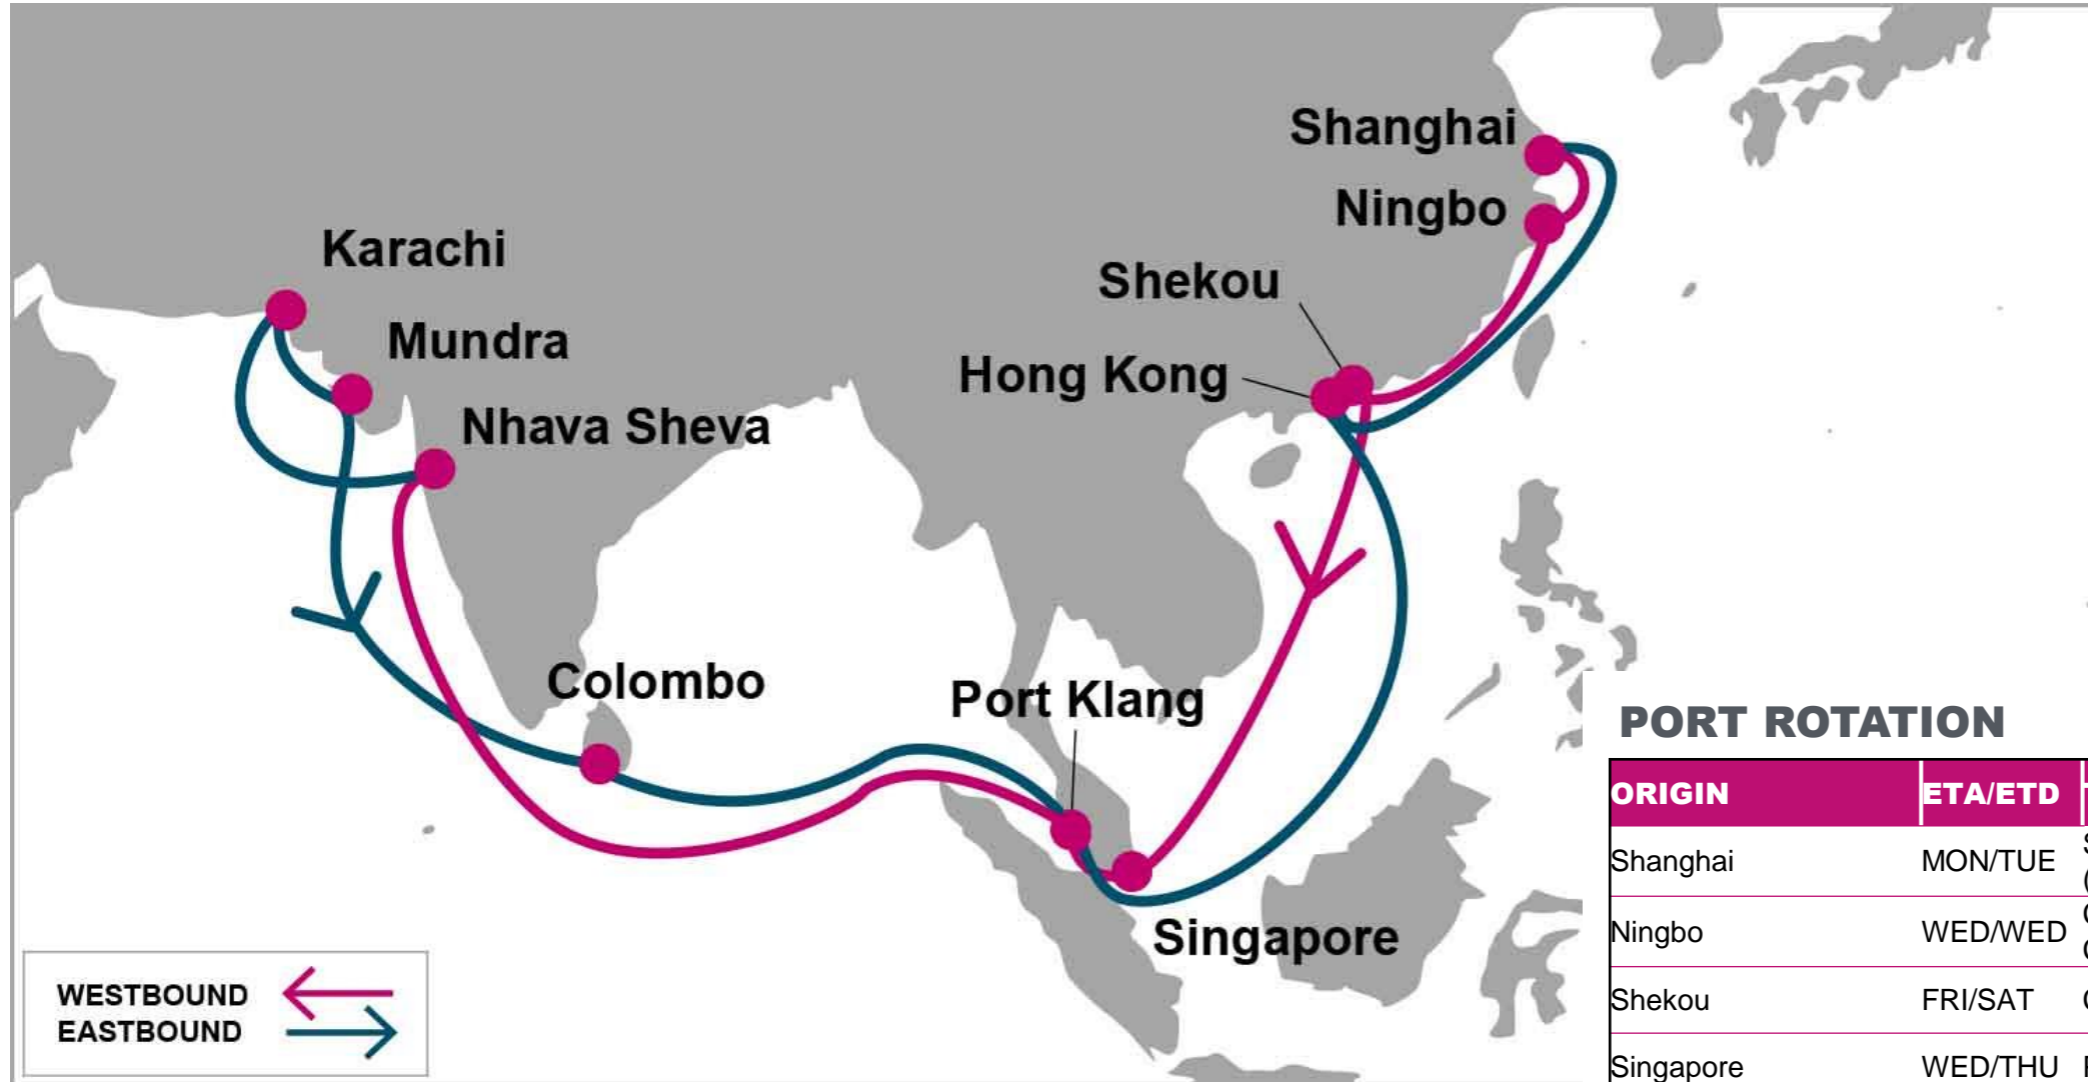 Shanghai
Ningbo
Karachi
Shekou
Mundra
Hong Kong
Nhava Sheva
Colombo
Port Klang
Singapore
WESTBOUND
EASTBOUND
PORT ROTATION
ORIGIN ETA/ETD
Shanghai MON/TUE
Ningbo WED/WED
Shekou FRI/SAT
Singapore WED/THU